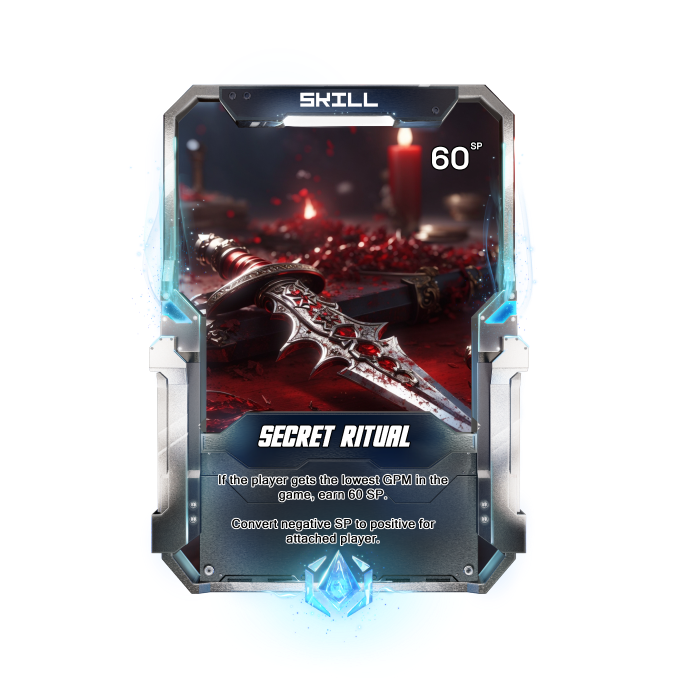 SKILL
60 SP
SECRET RITUAL
If the player gets the lowest GPM in the
game, earn 60 SP.
Convert negative SP to positive for
attached player.